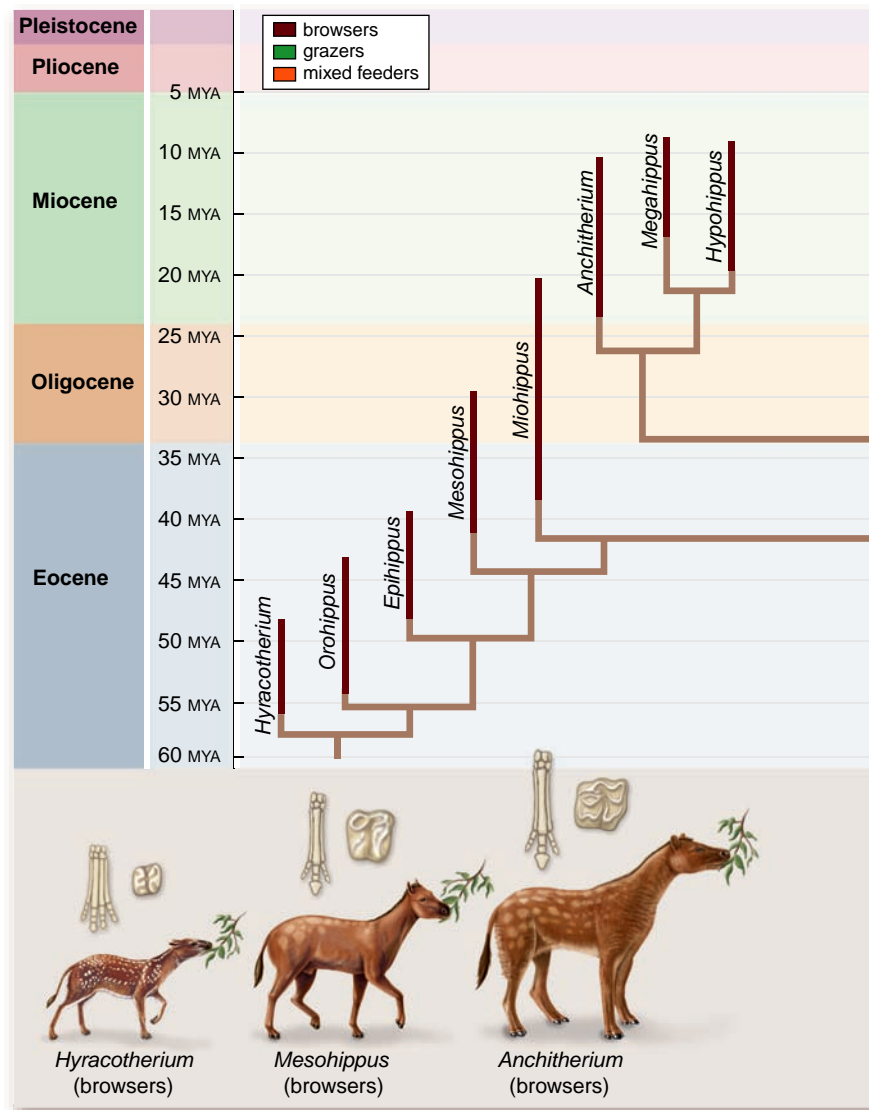 Pleistocene
Pliocene
browsers
grazers
mixed feeders
5 MYA
10 MYA
Miocene
15 MYA
20 MYA
25 MYA
Oligocene
30 MYA
35 MYA
40 MYA
Eocene
45 MYA
50 MYA
55 MYA
60 MYA
Hyracotherium
Orohippus
Epihippus
Mesohippus
Miohippus
Anchitherium
Megahippus
Hypohippus
Hyracotherium
(browsers)
Mesohippus
(browsers)
Anchitherium
(browsers)